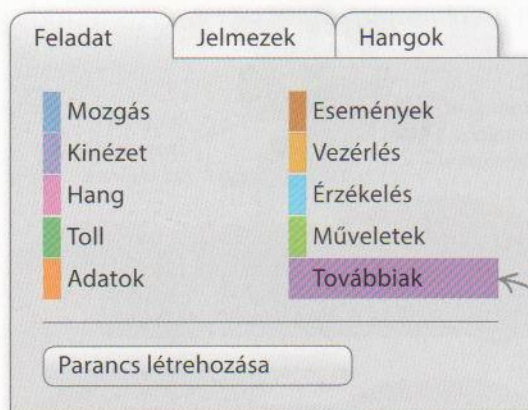 Feladat
Jelmezek
Hangok
Mozgás
Kinézet
Hang
Toll
Adatok
Események
Vezérlés
Érzékelés
Műveletek
Továbbiak
Parancs létrehozása